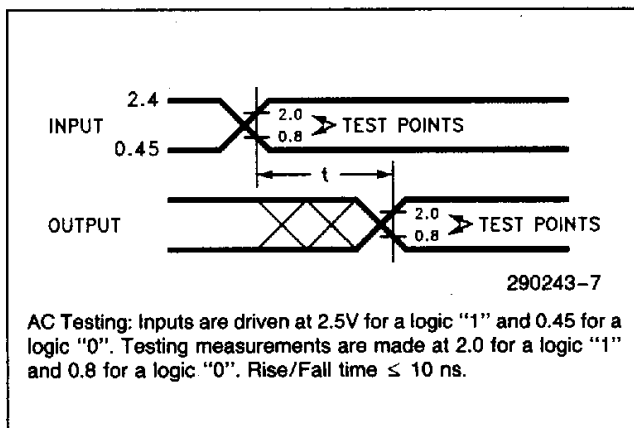 2.4
INPUT
0.45
2.0
0.8
TEST POINTS
t
OUTPUT
2.0
0.8
TEST POINTS
290243-7
AC Testing: Inputs are driven at 2.5V for a logic “1” and 0.45 for a
logic “0”. Testing measurements are made at 2.0 for a logic “1”
and 0.8 for a logic “0”. Rise/Fall time ≤ 10 ns.